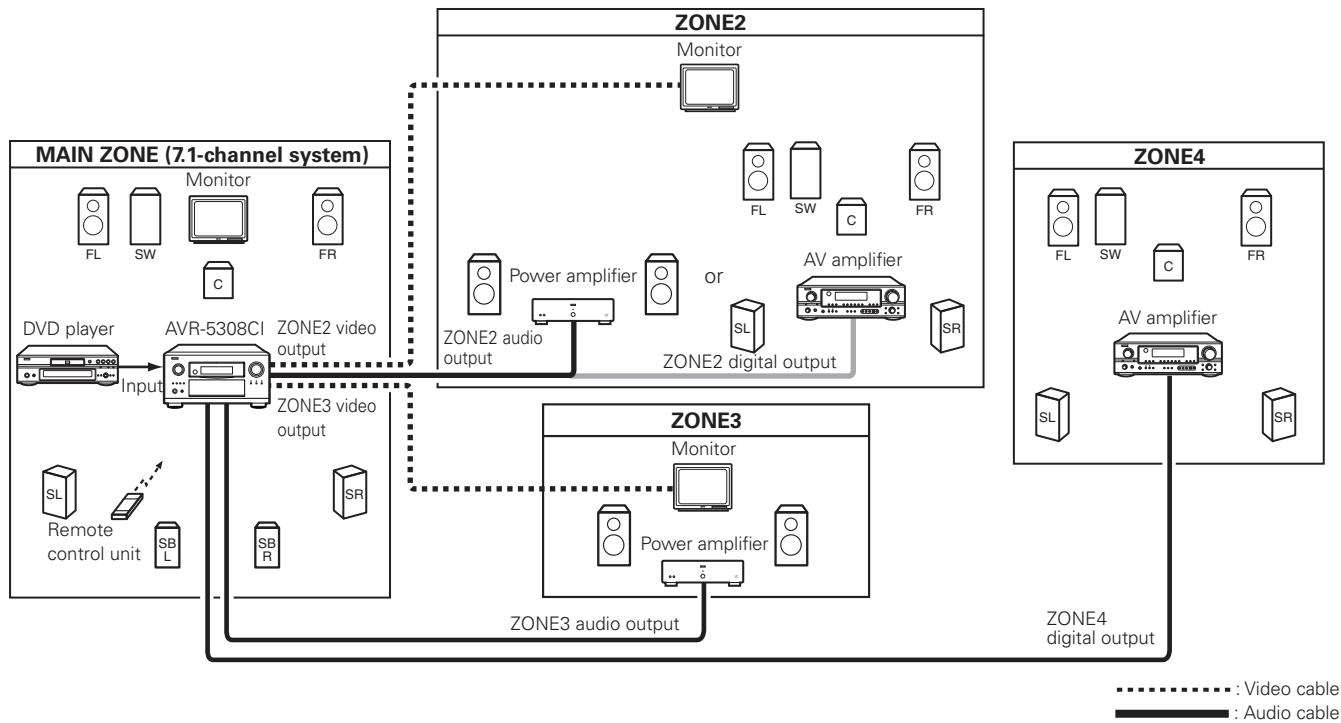 ZONE2
Monitor
FL
SW
C
FR
Power amplifier
or
AV amplifier
SL
SR
ZONE2 audio
output
ZONE2 digital output
MAIN ZONE (7.1-channel system)
Monitor
FL
SW
FR
C
DVD player
AVR-5308CI
Input
ZONE2 video
output
ZONE3 video
output
SL
SR
Remote
control unit
SB
L
SB
R
ZONE3
Monitor
Power amplifier
ZONE3 audio output
ZONE4
FL
SW
C
FR
AV amplifier
SL
SR
ZONE4
digital output
: Video cable
: Audio cable